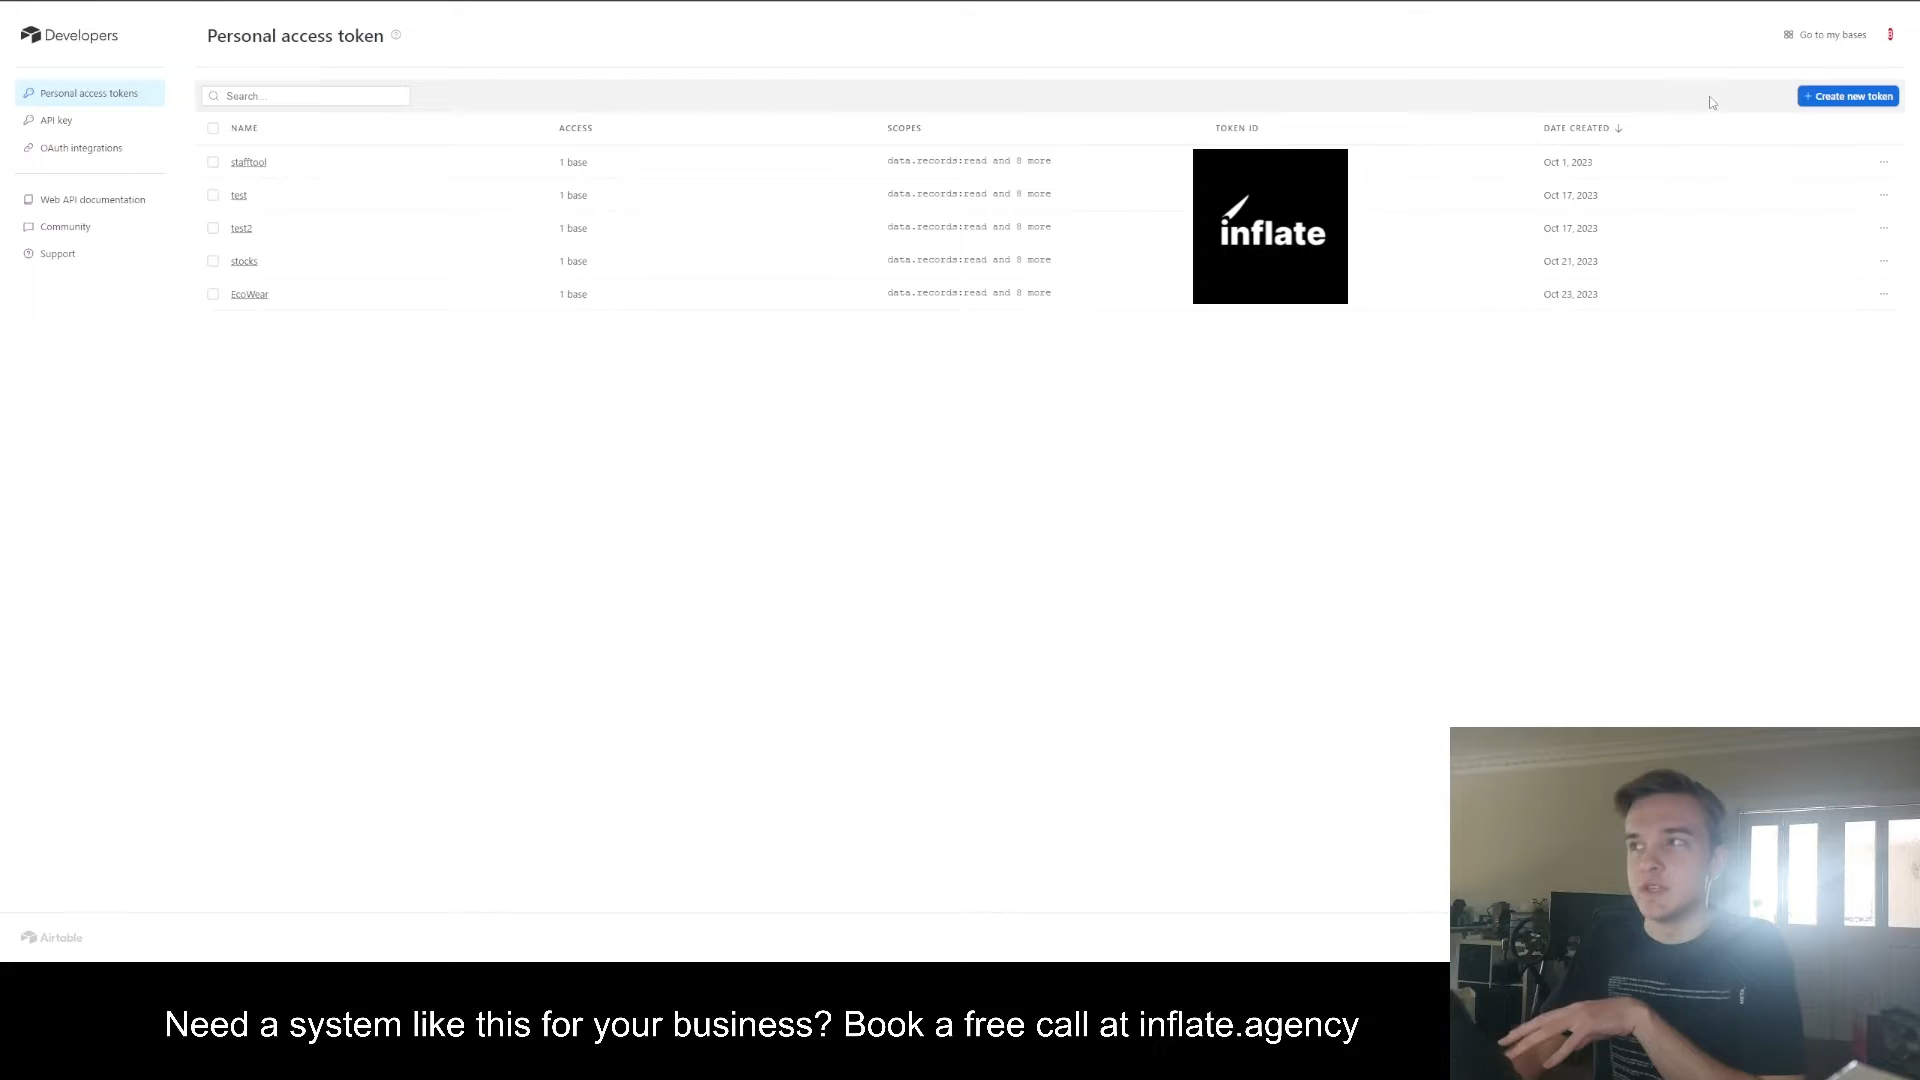 Developers
Personal access token
Go to my bases
Personal access tokens
API key
OAuth integrations
Web API documentation
Community
Support
Search...
+ Create new token
NAME ACCESS SCOPES TOKEN ID DATE CREATED
stafftool 1 base data.records:read and 8 more Oct 1, 2023
test 1 base data.records:read and 8 more Oct 17, 2023
test2 1 base data.records:read and 8 more Oct 17, 2023
stocks 1 base data.records:read and 8 more Oct 21, 2023
EcoWear 1 base data.records:read and 8 more Oct 23, 2023
inflate
Airtable
Need a system like this for your business? Book a free call at inflate.agency